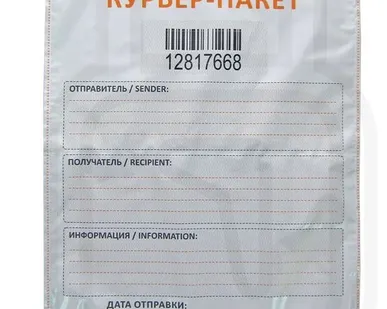 КУРЬЕР-ПАКЕТ
12817668
ОТПРАВИТЕЛЬ / SENDER:
ПОЛУЧАТЕЛЬ / RECIPIENT:
ИНФОРМАЦИЯ / INFORMATION:
ДАТА ОТПРАВКИ: